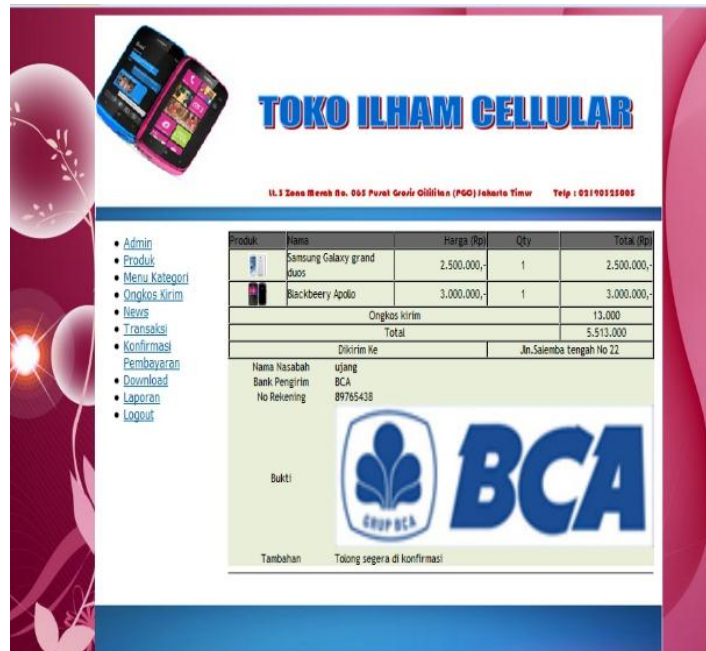 TOKO ILHAM CELLULAR
Lt.3 Zona Merah No. 065 Pusat Grosir Cililitan (PGC) Jakarta Timur Telp : 02190525005
Admin
Produk
Menu Kategori
Ongkos Kirim
News
Transaksi
Konfirmasi
Pembayaran
Download
Laporan
Logout
Produk Nama Harga (Rp) Qty Total (Rp)
Samsung Galaxy grand
duos 2.500.000,- 1 2.500.000,-
Blackbeery Apollo 3.000.000,- 1 3.000.000,-
Ongkos kirim 13.000
Total 5.513.000
Dikirim Ke Jln.Salemba tengah No 22
Nama Nasabah ujang
Bank Pengirim BCA
No Rekening 89765438
Bukti
GRUP BCA
BCA
Tambahan Tolong segera di konfirmasi